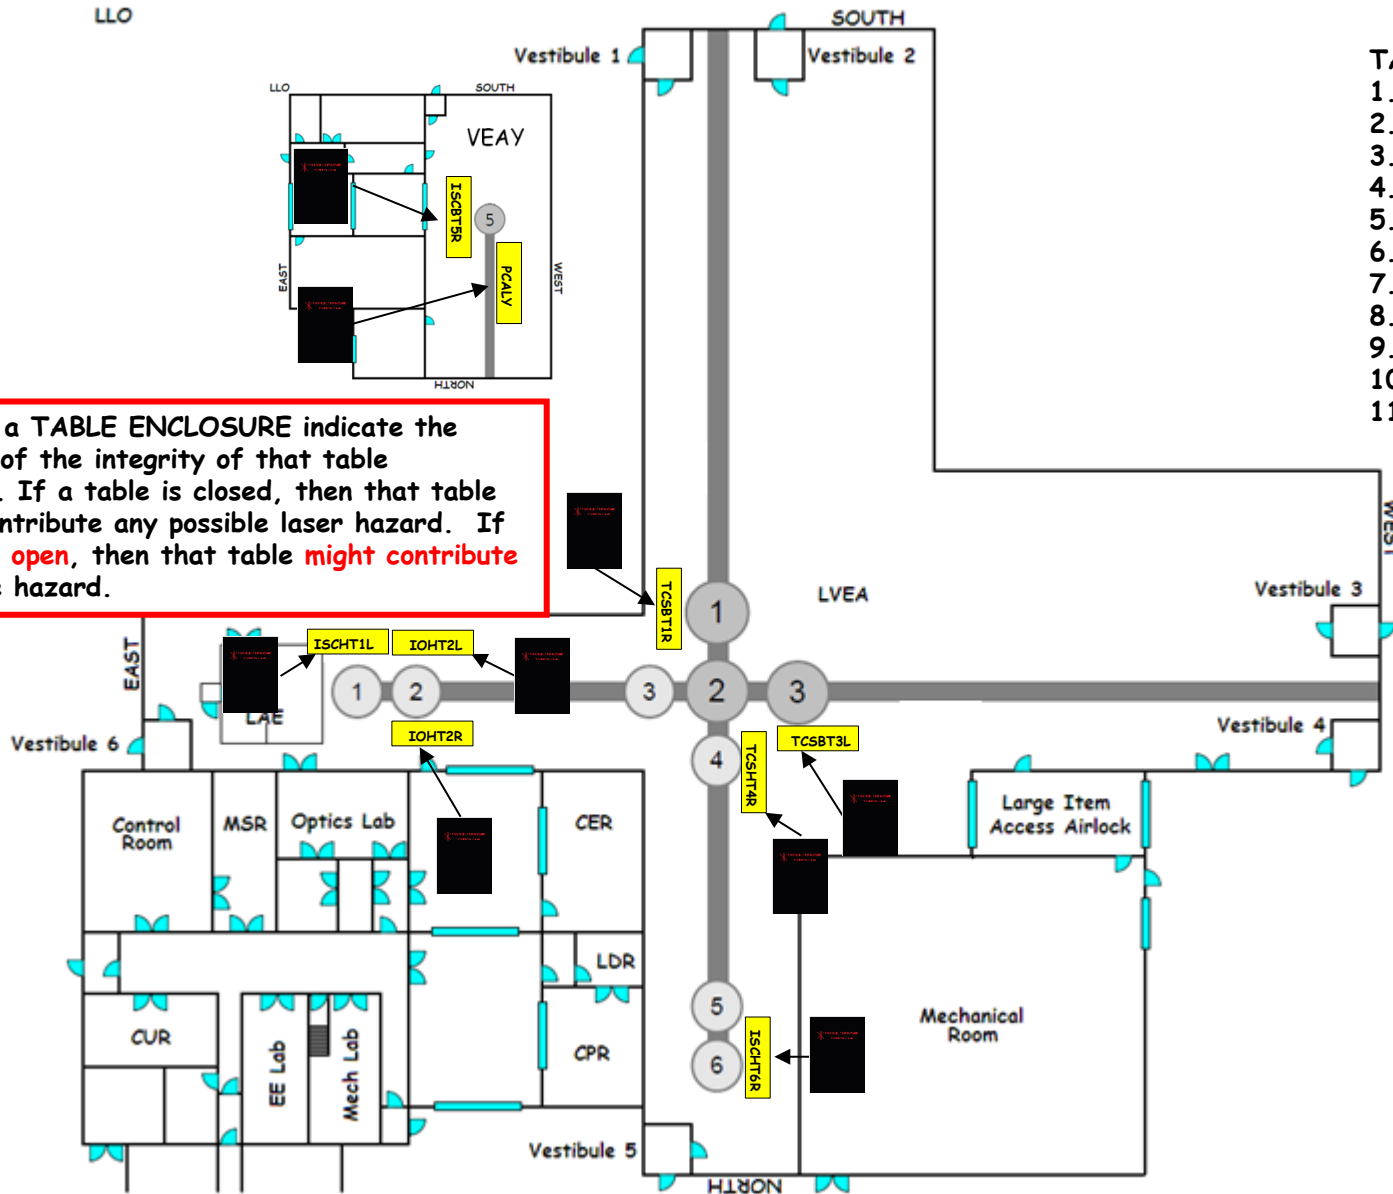 LLO
SOUTH
Vestibule 1
Vestibule 2
LLO
SOUTH
VEAY
ISCBT5R
5
PCALY
EAST
WEST
NORTH
1.
2.
3.
4.
5.
6.
7.
8.
9.
10
11
a TABLE ENCLOSURE indicate the
of the integrity of that table
. If a table is closed, then that table
ntribute any possible laser hazard. If
open, then that table might contribute
hazard.
WEST
TCSBT1R
1
LVEA
Vestibule 3
EAST
ISCHT1L
IOHT2L
1
2
3
2
3
LAE
Vestibule 6
IOHT2R
4
TCSHT4R
TCSBT3L
Vestibule 4
Control
Room
MSR
Optics Lab
CER
Large Item
Access Airlock
LDR
CUR
EE Lab
Mech Lab
CPR
5
6
ISCHT6R
Mechanical
Room
Vestibule 5
NORTH